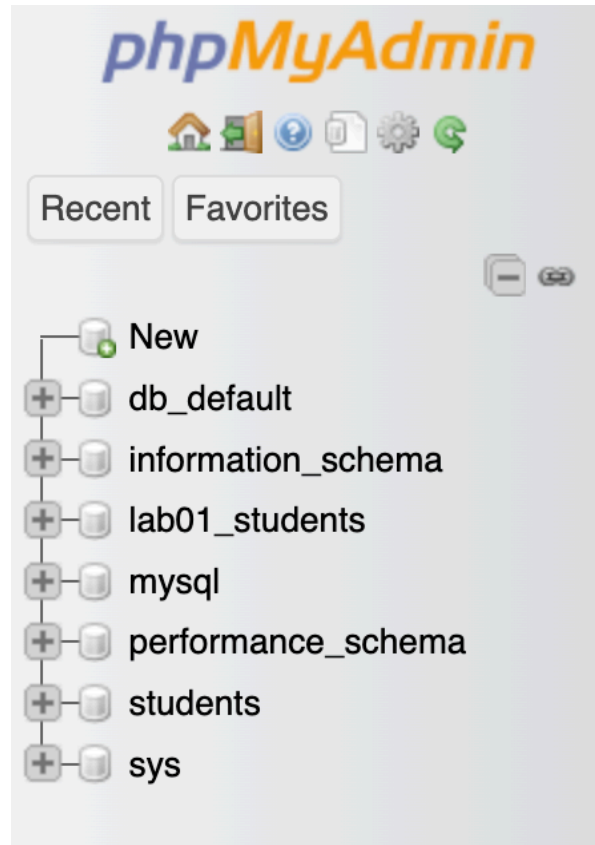 phpMyAdmin
Recent Favorites
New
db_default
information_schema
lab01_students
mysql
performance_schema
students
sys